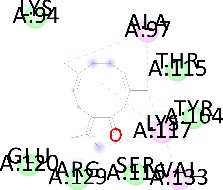 LYS
A:94
ALA
A:97
THR
A:115
TYR
A:164
LYS
A:117
O
GLU
A:120
ARG
A:129
SER
VAL
A:133